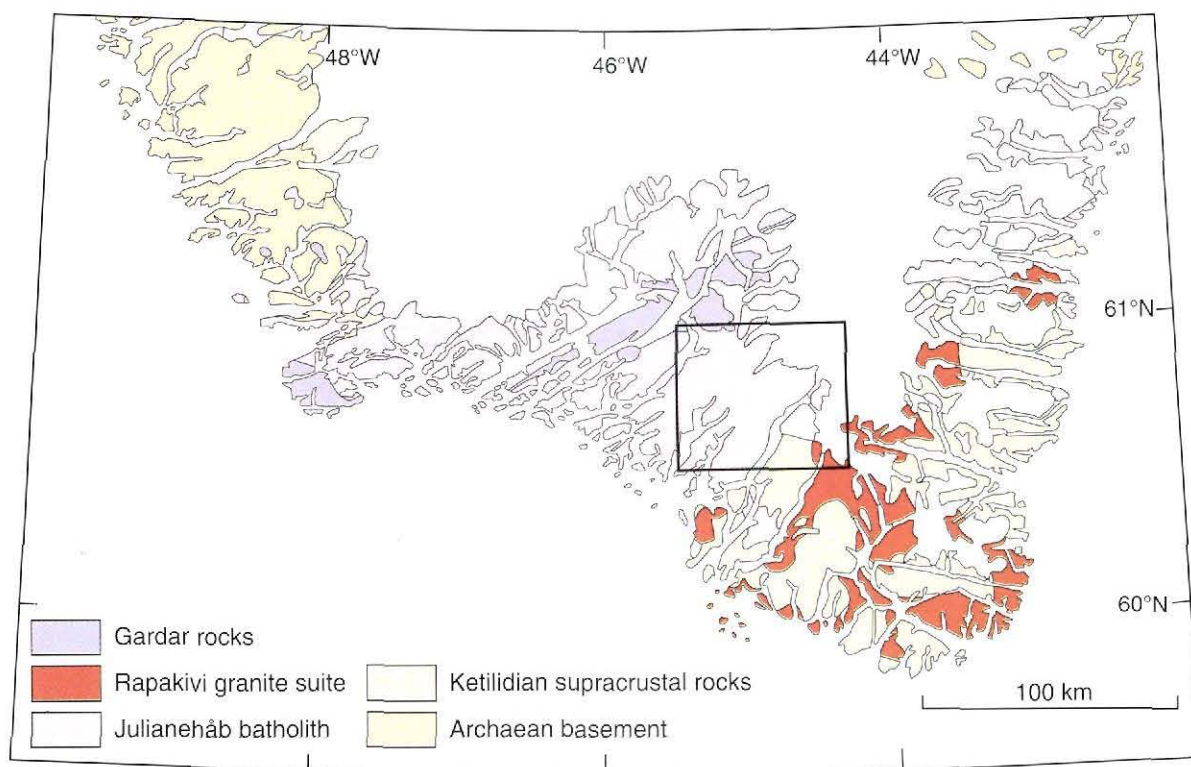 48°W
46°W
44°W
61°N
60°N
Gardar rocks
Rapakivi granite suite
Julianehåb batholith
Ketilidian supracrustal rocks
Archaean basement
100 km